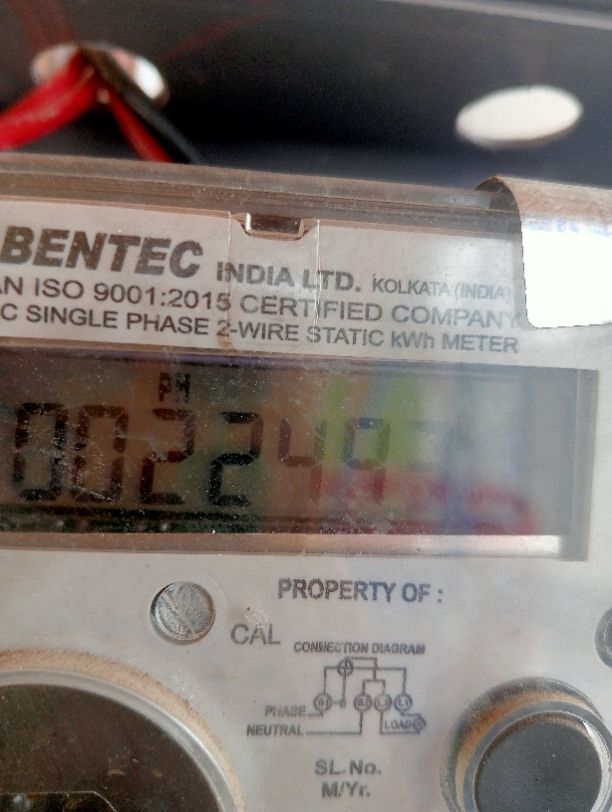 BENTEC INDIA LTD. KOLKATA (INDIA)
AN ISO 9001:2015 CERTIFIED COMPANY
C SINGLE PHASE 2-WIRE STATIC kWh METER
PH
002249
PROPERTY OF :
CAL
CONNECTION DIAGRAM
PHASE
NEUTRAL
LOAD
SL. No.
M/Yr.